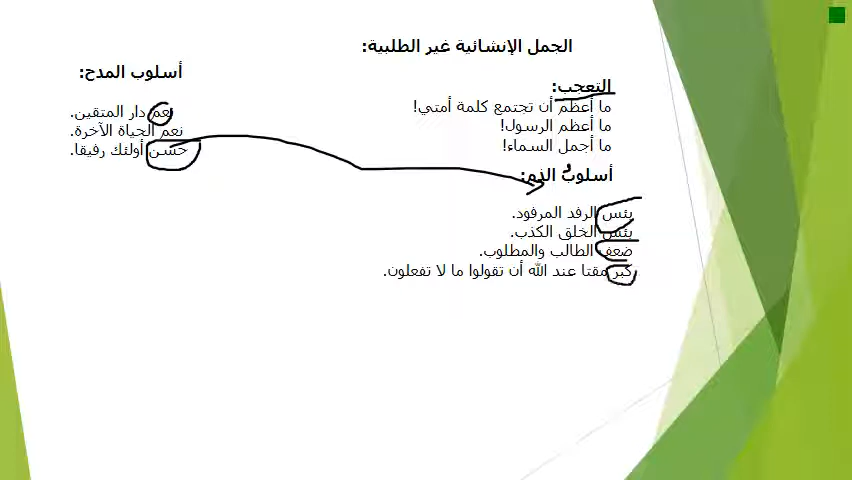 الجمل الإنشائية غير الطلبية:
التعجب:
ما أعظم أن تجتمع كلمة أمتي!
ما أعظم الرسول!
ما أجمل السماء!
أسلوب الذم:
بئس الرفد المرفود.
بئس الخلق الكذب.
ضعف الطالب والمطلوب.
كبر مقتا عند الله أن تقولوا ما لا تفعلون.
أسلوب المدح:
نعم دار المتقين.
نعم الحياة الآخرة.
حسن أولئك رفيقا.